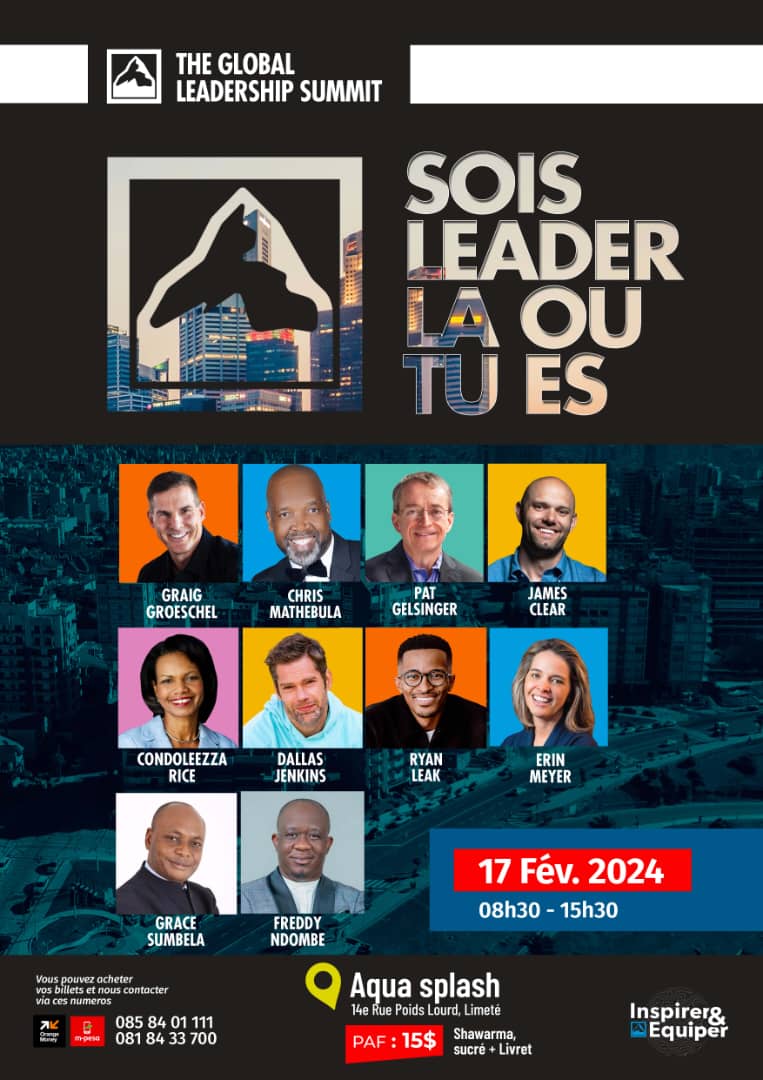 THE GLOBAL
LEADERSHIP SUMMIT
SOIS
LEADER
LA OU
TU ES
GRAIG
GROESCHEL
CHRIS
MATHEBULA
PAT
GELSINGER
JAMES
CLEAR
CONDOLEEZZA
RICE
DALLAS
JENKINS
RYAN
LEAK
ERIN
MEYER
GRACE
SUMBELA
FREDDY
NDOMBE
17 Fév. 2024
08h30 - 15h30
Vous pouvez acheter
vos billets et nous contacter
via ces numeros
Orange
Money
m-pesa
085 84 01 111
081 84 33 700
Aqua splash
14e Rue Poids Lourd, Limeté
PAF : 15$
Shawarma,
sucré + Livret
Inspirer&
Equiper